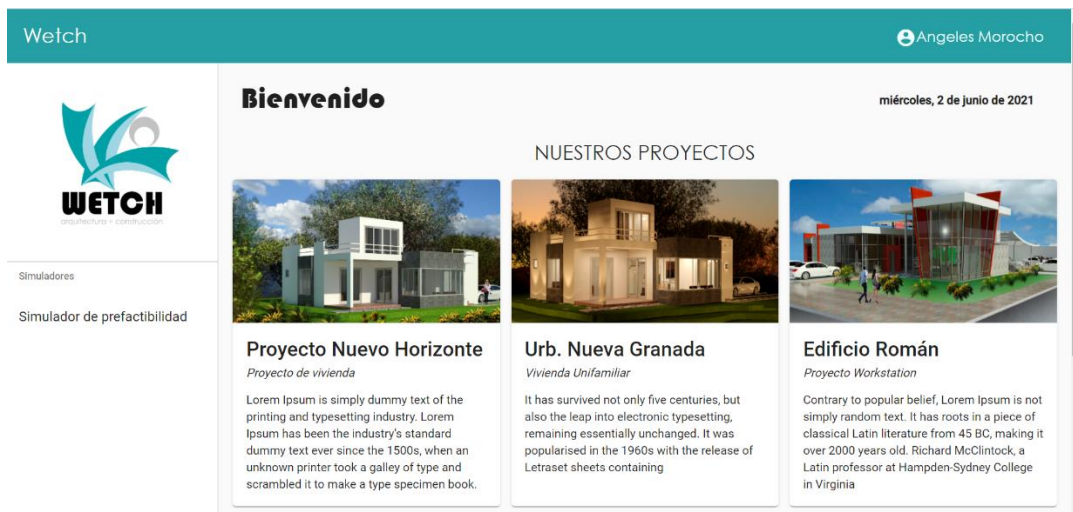 Wetch
Angeles Morocho
WETCH
arquitectura + construcción
Simuladores
Simulador de prefactibilidad
Bienvenido
miércoles, 2 de junio de 2021
NUESTROS PROYECTOS
Proyecto Nuevo Horizonte
Proyecto de vivienda
Lorem Ipsum is simply dummy text of the
printing and typesetting industry. Lorem
Ipsum has been the industry's standard
dummy text ever since the 1500s, when an
unknown printer took a galley of type and
scrambled it to make a type specimen book.
Urb. Nueva Granada
Vivienda Unifamiliar
It has survived not only five centuries, but
also the leap into electronic typesetting,
remaining essentially unchanged. It was
popularised in the 1960s with the release of
Letraset sheets containing
Edificio Román
Proyecto Workstation
Contrary to popular belief, Lorem Ipsum is not
simply random text. It has roots in a piece of
classical Latin literature from 45 BC, making it
over 2000 years old. Richard McClintock, a
Latin professor at Hampden-Sydney College
in Virginia